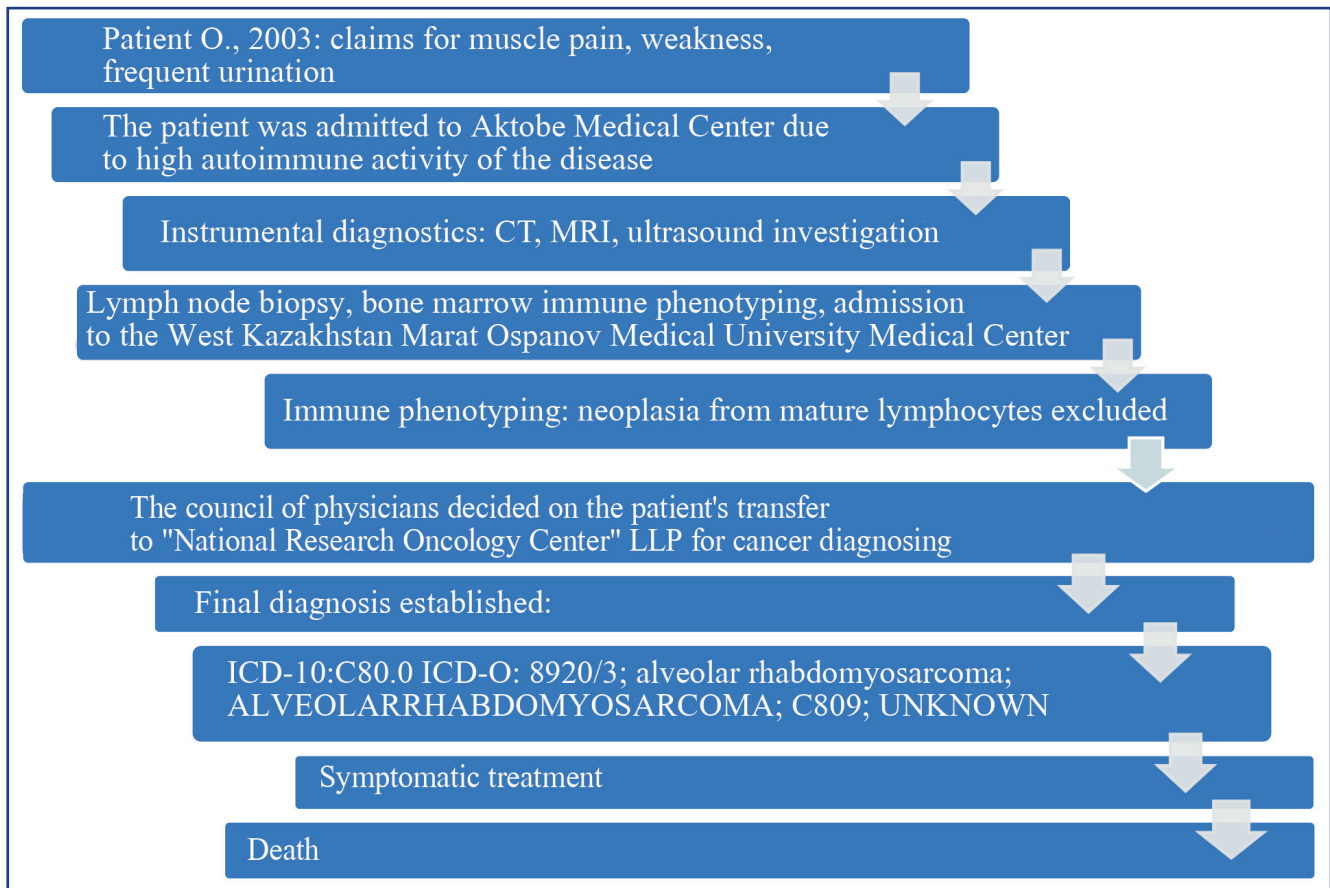 Patient O., 2003: claims for muscle pain, weakness,
frequent urination
The patient was admitted to Aktobe Medical Center due
to high autoimmune activity of the disease
Instrumental diagnostics: CT, MRI, ultrasound investigation
Lymph node biopsy, bone marrow immune phenotyping, admission
to the West Kazakhstan Marat Ospanov Medical University Medical Center
Immune phenotyping: neoplasia from mature lymphocytes excluded
The council of physicians decided on the patient's transfer
to "National Research Oncology Center" LLP for cancer diagnosing
Final diagnosis established:
ICD-10:C80.0 ICD-O: 8920/3; alveolar rhabdomyosarcoma;
ALVEOLARRHABDOMYOSARCOMA; C809; UNKNOWN
Symptomatic treatment
Death